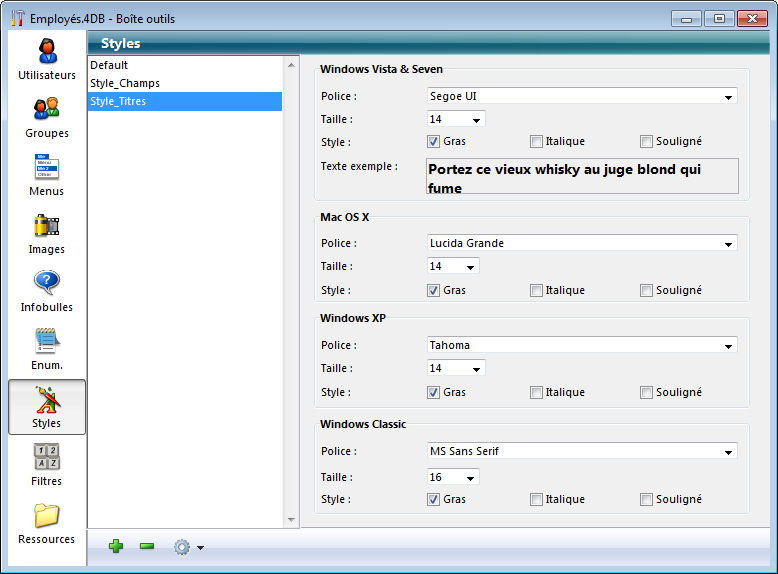 Employés.4DB - Boîte outils
Utilisateurs
Groupes
Menus
Images
Infobulles
Enum.
Styles
Filtres
Ressources
Styles
Default
Style_Champs
Style_Titres
Windows Vista & Seven
Police : Segoe UI
Taille : 14
Style : Gras Italique Souligné
Texte exemple : Portez ce vieux whisky au juge blond qui
fume
Mac OS X
Police : Lucida Grande
Taille : 14
Style : Gras Italique Souligné
Windows XP
Police : Tahoma
Taille : 14
Style : Gras Italique Souligné
Windows Classic
Police : MS Sans Serif
Taille : 16
Style : Gras Italique Souligné